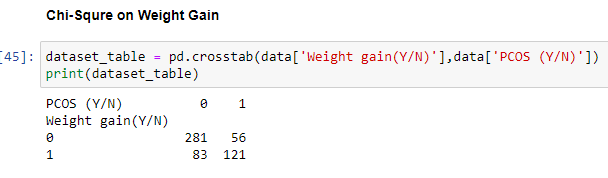 Chi-Squre on Weight Gain
[45]: dataset_table = pd.crosstab(data['Weight gain(Y/N)'],data['PCOS (Y/N)'])
print(dataset_table)
PCOS (Y/N) 0 1
Weight gain(Y/N)
0 281 56
1 83 121